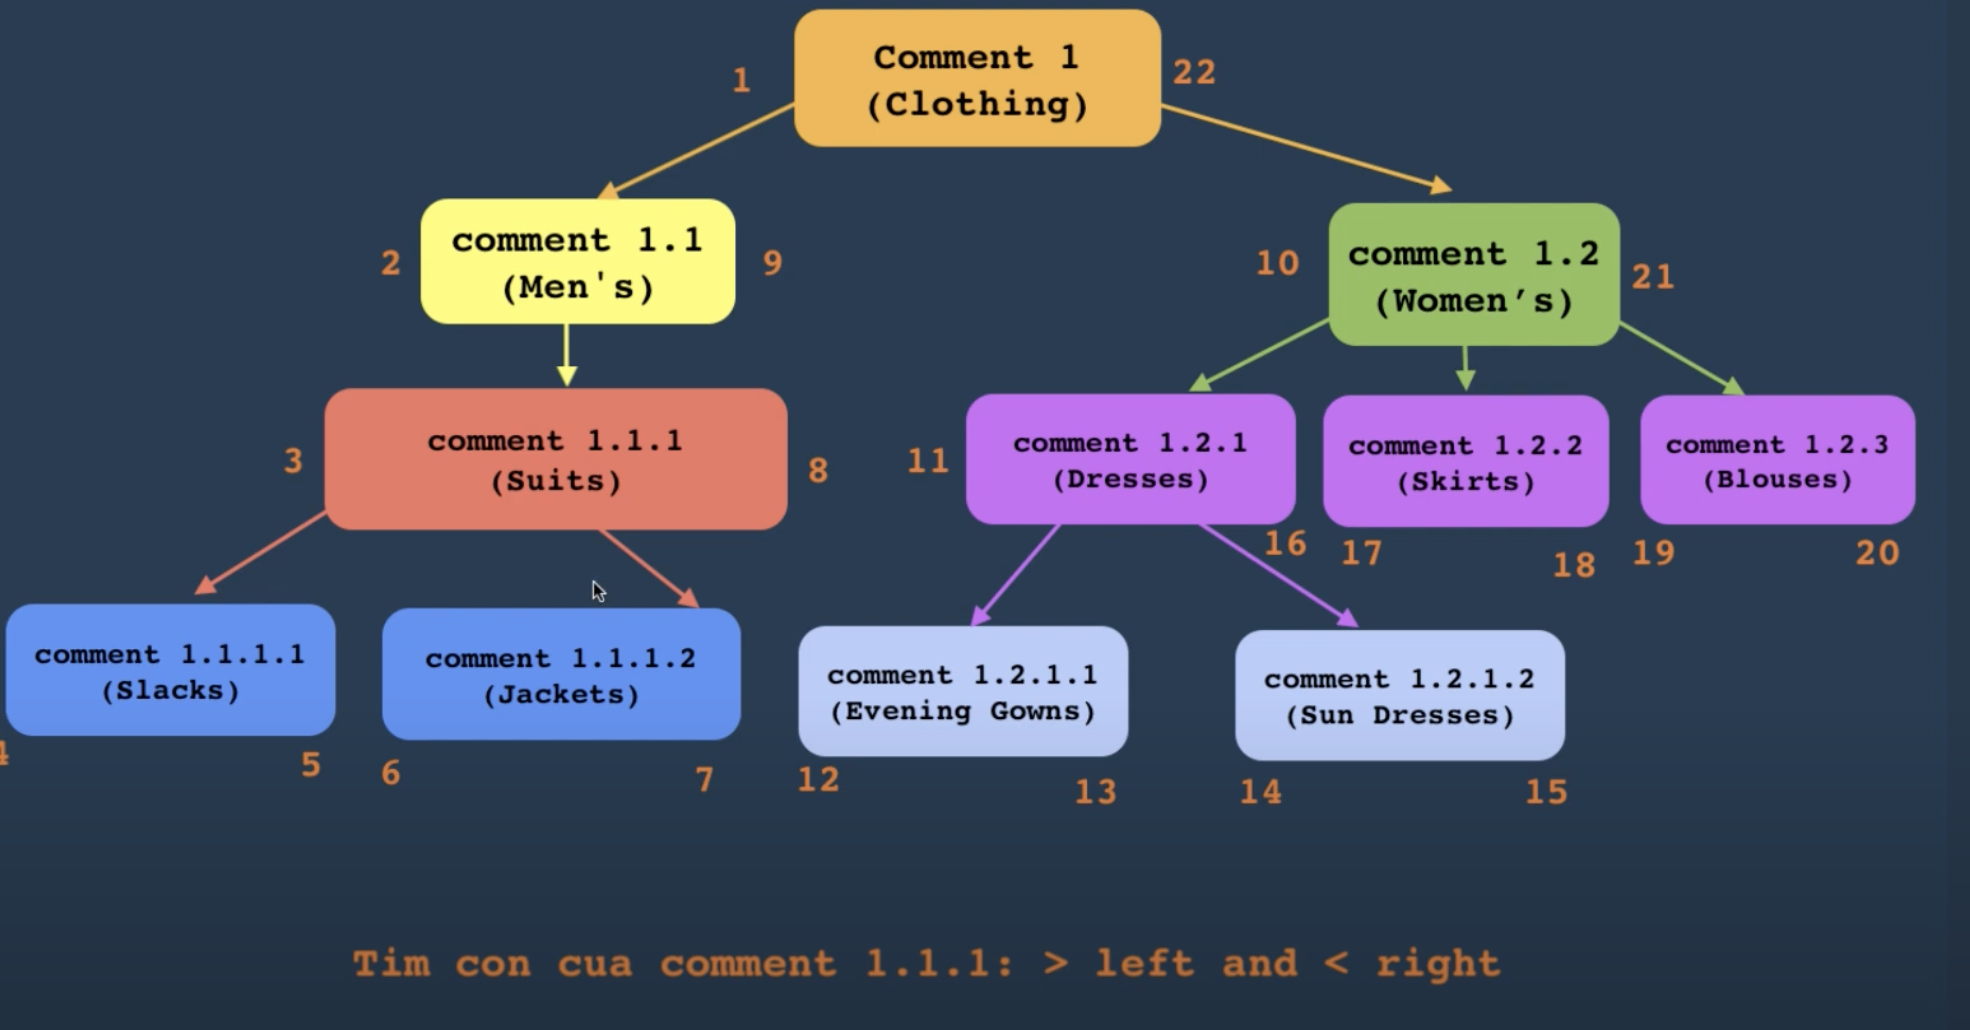 1
Comment 1
(Clothing)
22
2
comment 1.1
(Men's)
9
10
comment 1.2
(Women’s)
21
3
comment 1.1.1
(Suits)
8
11
comment 1.2.1
(Dresses)
16
17
comment 1.2.2
(Skirts)
18
19
comment 1.2.3
(Blouses)
20
4
comment 1.1.1.1
(Slacks)
5
6
comment 1.1.1.2
(Jackets)
7
12
comment 1.2.1.1
(Evening Gowns)
13
14
comment 1.2.1.2
(Sun Dresses)
15
Tim con cua comment 1.1.1: > left and < right